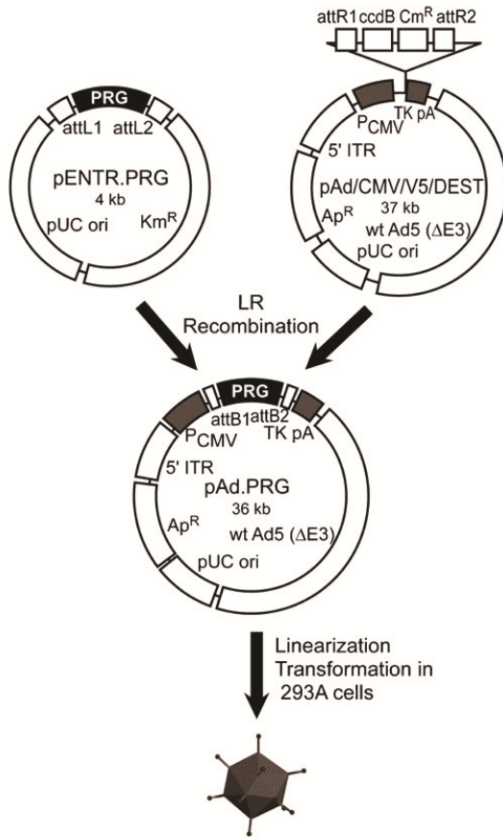 attR1 ccdB CmR attR2
PRG
attL1 attL2
pENTR.PRG
4 kb
pUC ori KmR
PCMV TK pA
5' ITR
pAd/CMV/V5/DEST
37 kb
ApR wt Ad5 (ΔE3)
pUC ori
LR
Recombination
PRG
attB1 attB2
PCMV TK pA
5' ITR
pAd.PRG
36 kb
ApR wt Ad5 (ΔE3)
pUC ori
Linearization
Transformation in
293A cells